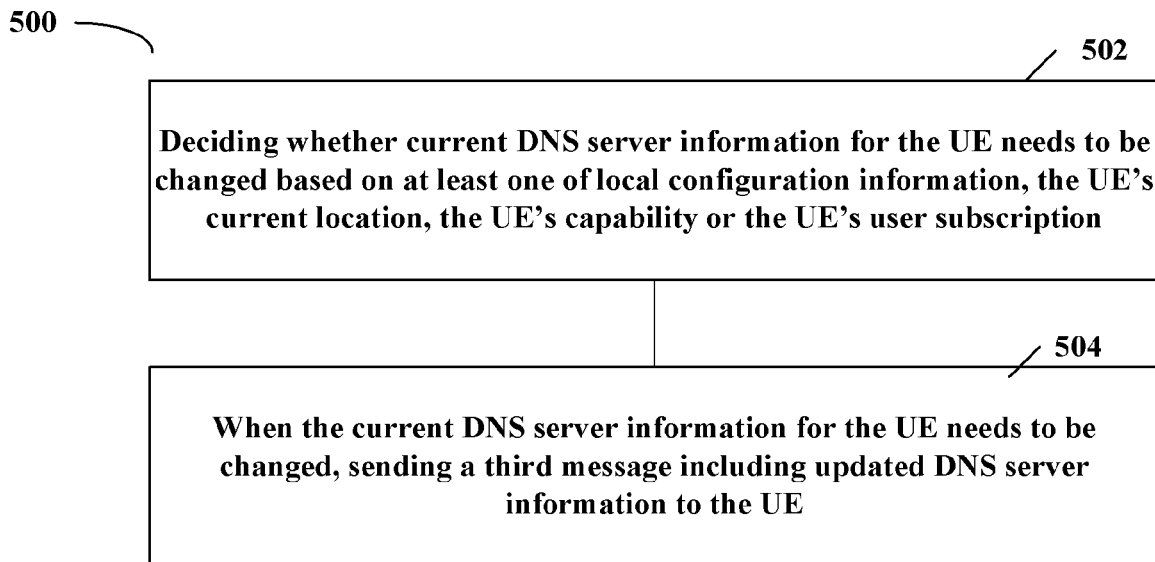 500
502
Deciding whether current DNS server information for the UE needs to be
changed based on at least one of local configuration information, the UE’s
current location, the UE’s capability or the UE’s user subscription
504
When the current DNS server information for the UE needs to be
changed, sending a third message including updated DNS server
information to the UE